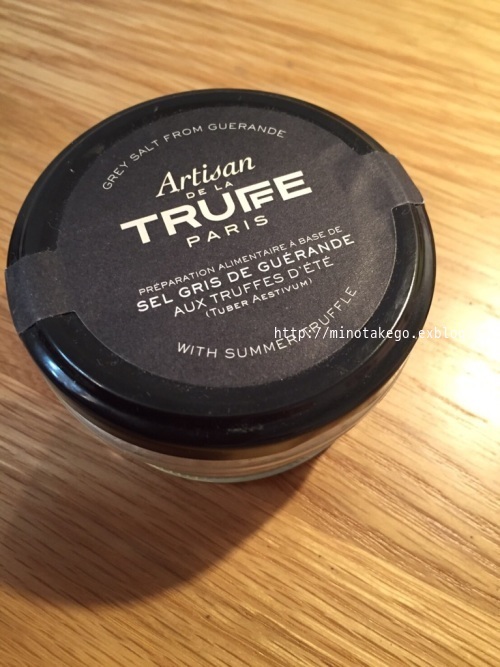 GREY SALT FROM GUERANDE
Artisan
DE LA
TRUFFE
PARIS
PRÉPARATION ALIMENTAIRE À BASE DE
SEL GRIS DE GUÉRANDE
AUX TRUFFES D'ÉTÉ
(TUBER AESTIVUM)
WITH SUMMER TRUFFLE
http://minotakego.exbl